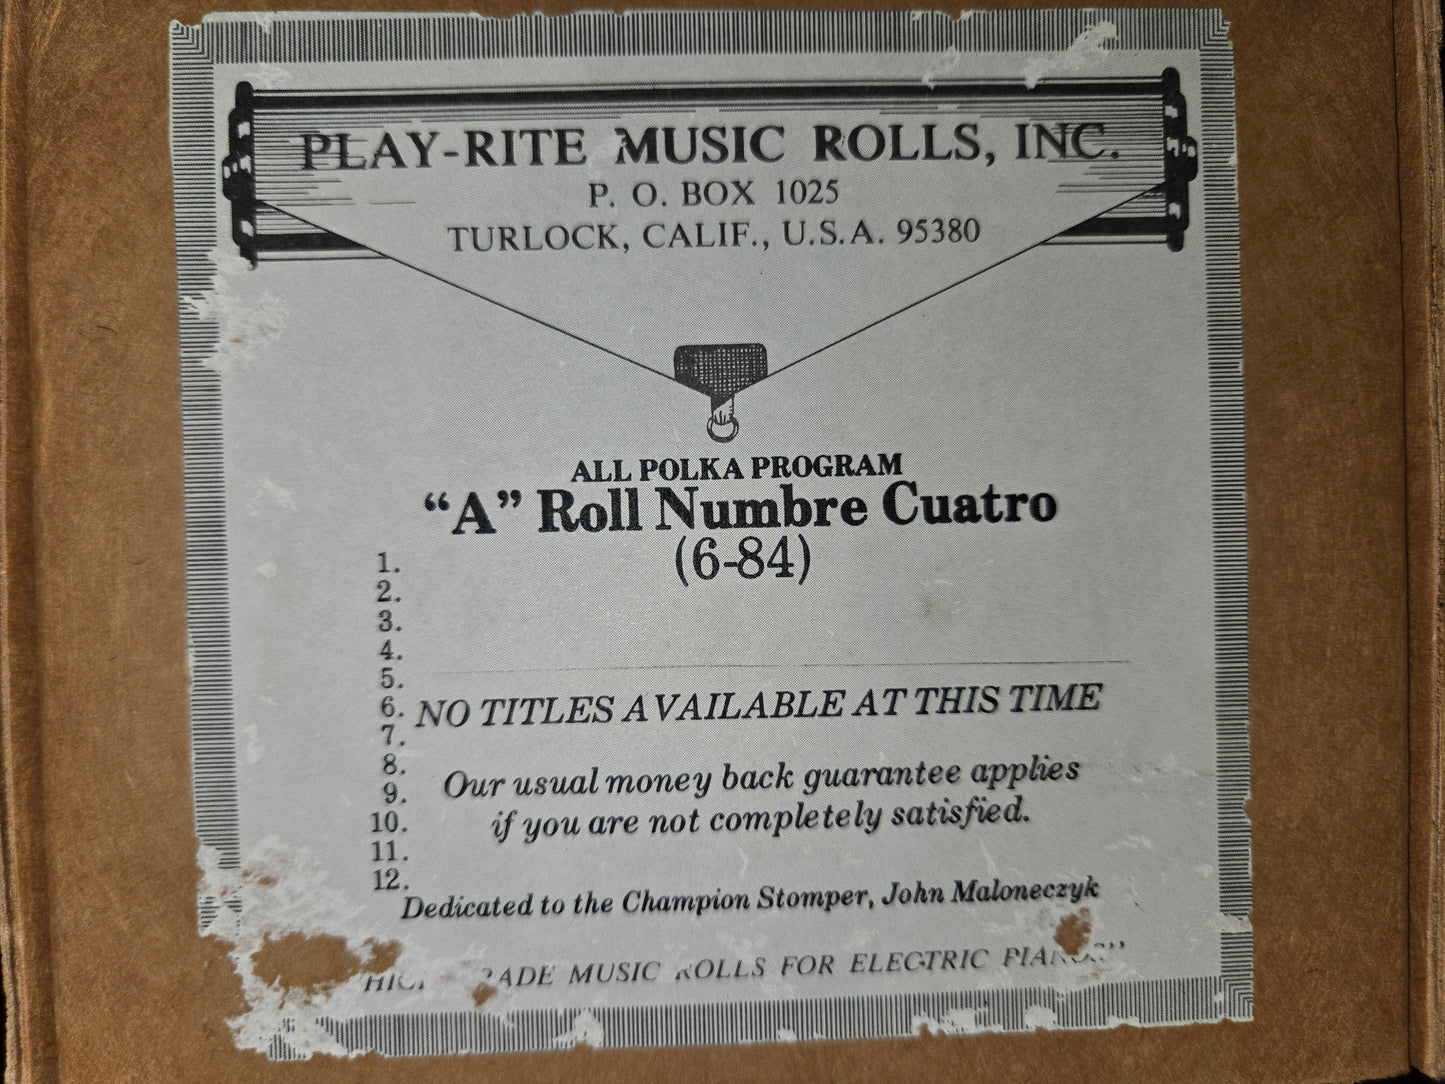 PLAY-RITE MUSIC ROLLS, INC.
P. O. BOX 1025
TURLOCK, CALIF., U.S.A. 95380
ALL POLKA PROGRAM
“A” Roll Numbre Cuatro
(6-84)
1.
2.
3.
4.
5.
6. NO TITLES AVAILABLE AT THIS TIME
7.
8. Our usual money back guarantee applies
9.
10. if you are not completely satisfied.
11.
12.
Dedicated to the Champion Stomper, John Maloneczyk
MUSIC ROLLS FOR ELECTRIC